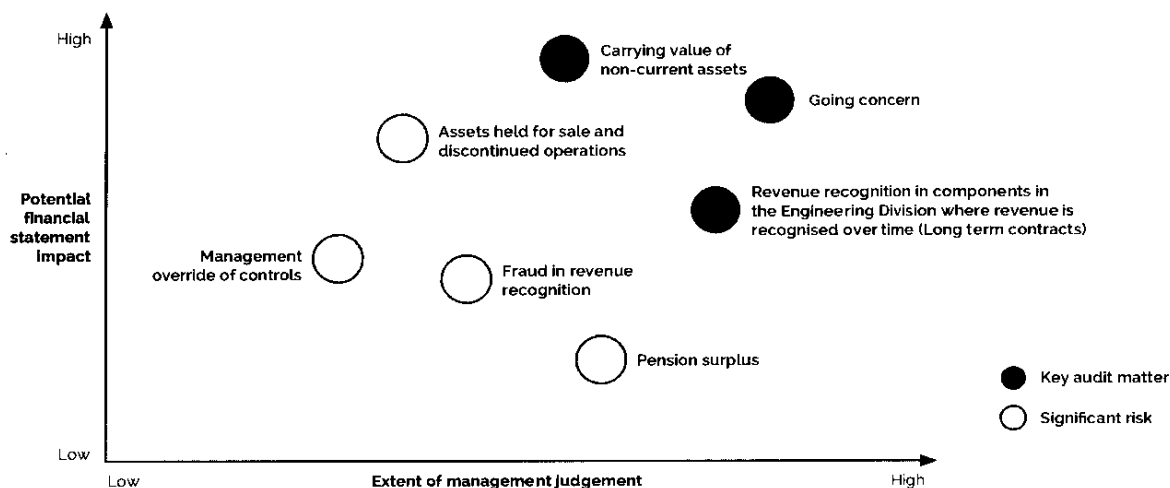 High
Carrying value of
non-current assets
Going concern
Assets held for sale and
discontinued operations
Potential
financial
statement
impact
Revenue recognition in components in
the Engineering Division where revenue is
recognised over time (Long term contracts)
Management
override of controls
Fraud in revenue
recognition
Pension surplus
Key audit matter
Significant risk
Low
Low
Extent of management judgement
High